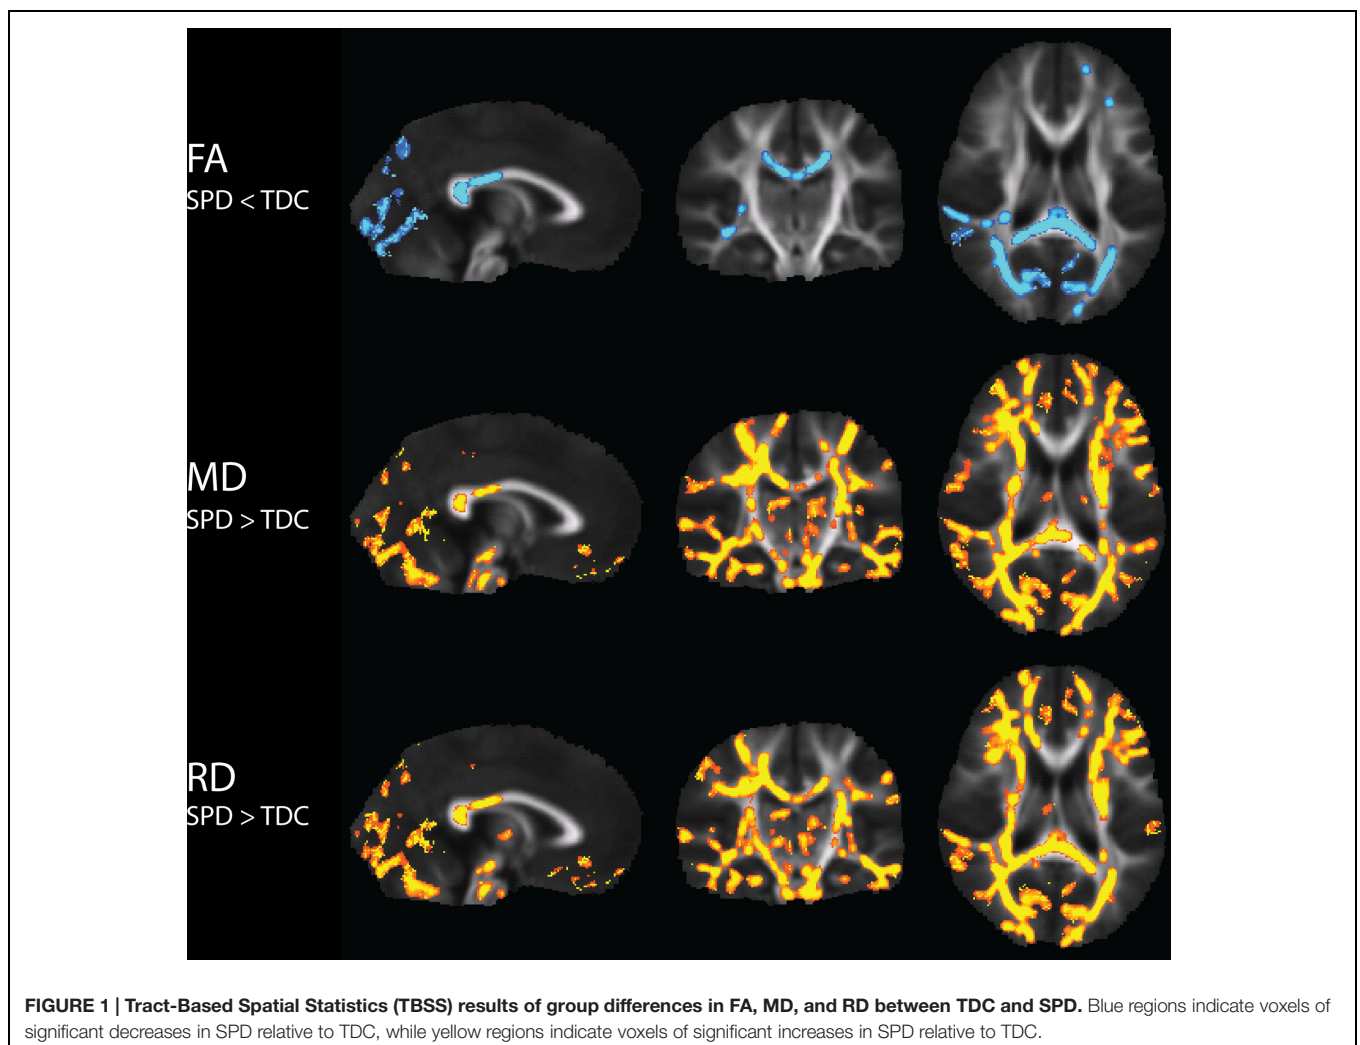 FA
SPD < TDC
MD
SPD > TDC
RD
SPD > TDC
FIGURE 1 | Tract-Based Spatial Statistics (TBSS) results of group differences in FA, MD, and RD between TDC and SPD. Blue regions indicate voxels of
significant decreases in SPD relative to TDC, while yellow regions indicate voxels of significant increases in SPD relative to TDC.